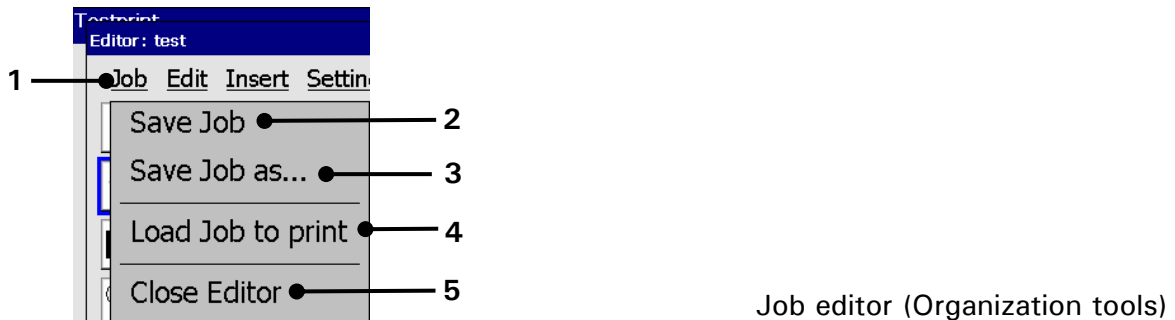 Testprint
Editor: test
1
Job Edit Insert
Save Job 2
Save Job as... 3
Load Job to print 4
Close Editor 5
Job editor (Organization tools)